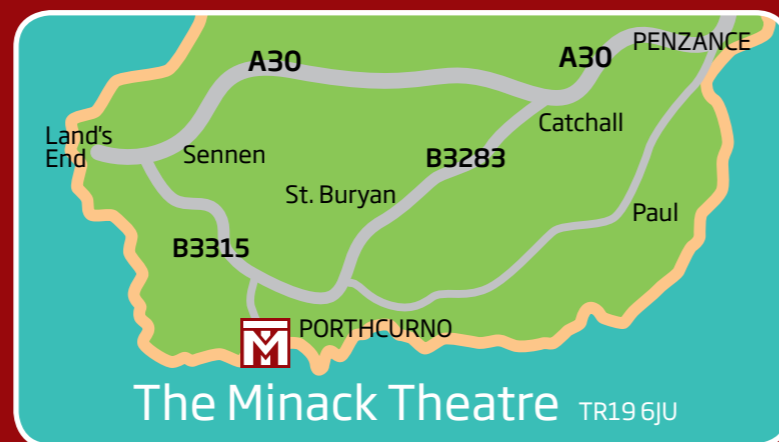 PENZANCE
A30
A30
Catchall
Land's
End
Sennen
B3283
St. Buryan
Paul
B3315
PORTHCURNO
M
The Minack Theatre TR19 6JU